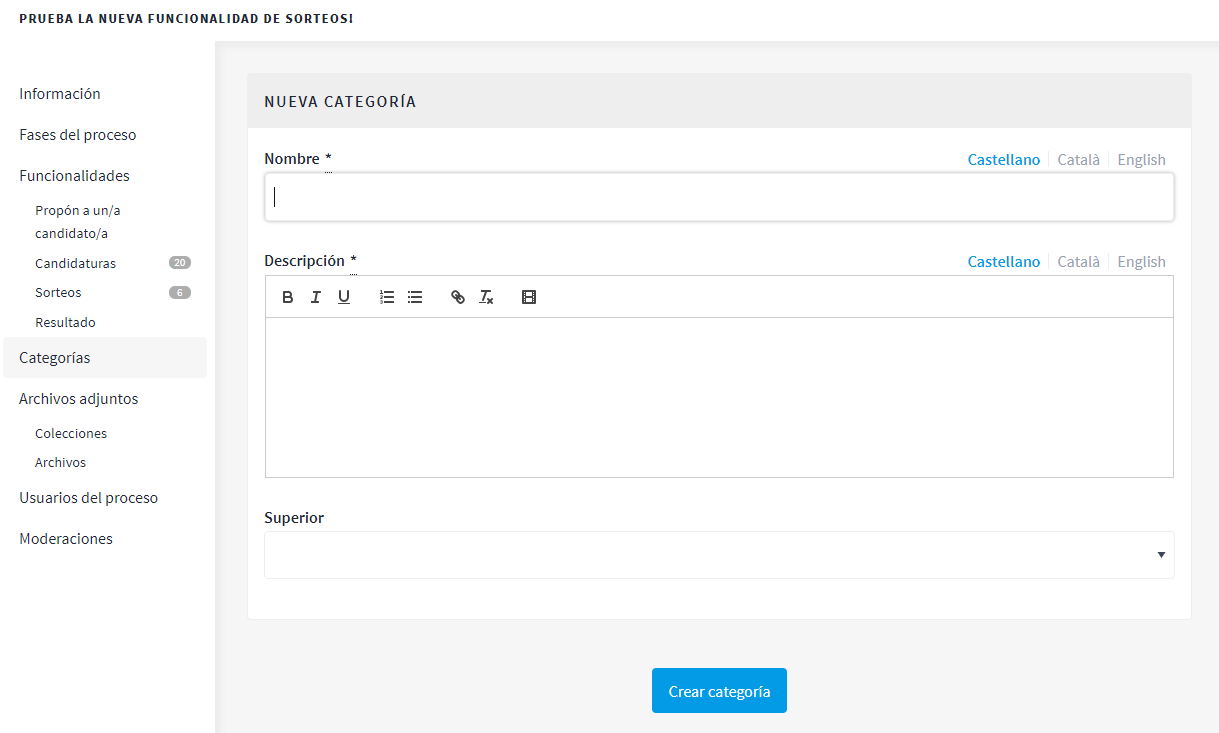 PRUEBA LA NUEVA FUNCIONALIDAD DE SORTEOS!
Información
Fases del proceso
Funcionalidades
Propón a un/a
candidato/a
Candidaturas 20
Sorteos 6
Resultado
Categorías
Archivos adjuntos
Colecciones
Archivos
Usuarios del proceso
Moderaciones
NUEVA CATEGORÍA
Nombre * Castellano Català English
Descripción * Castellano Català English
Superior
Crear categoría